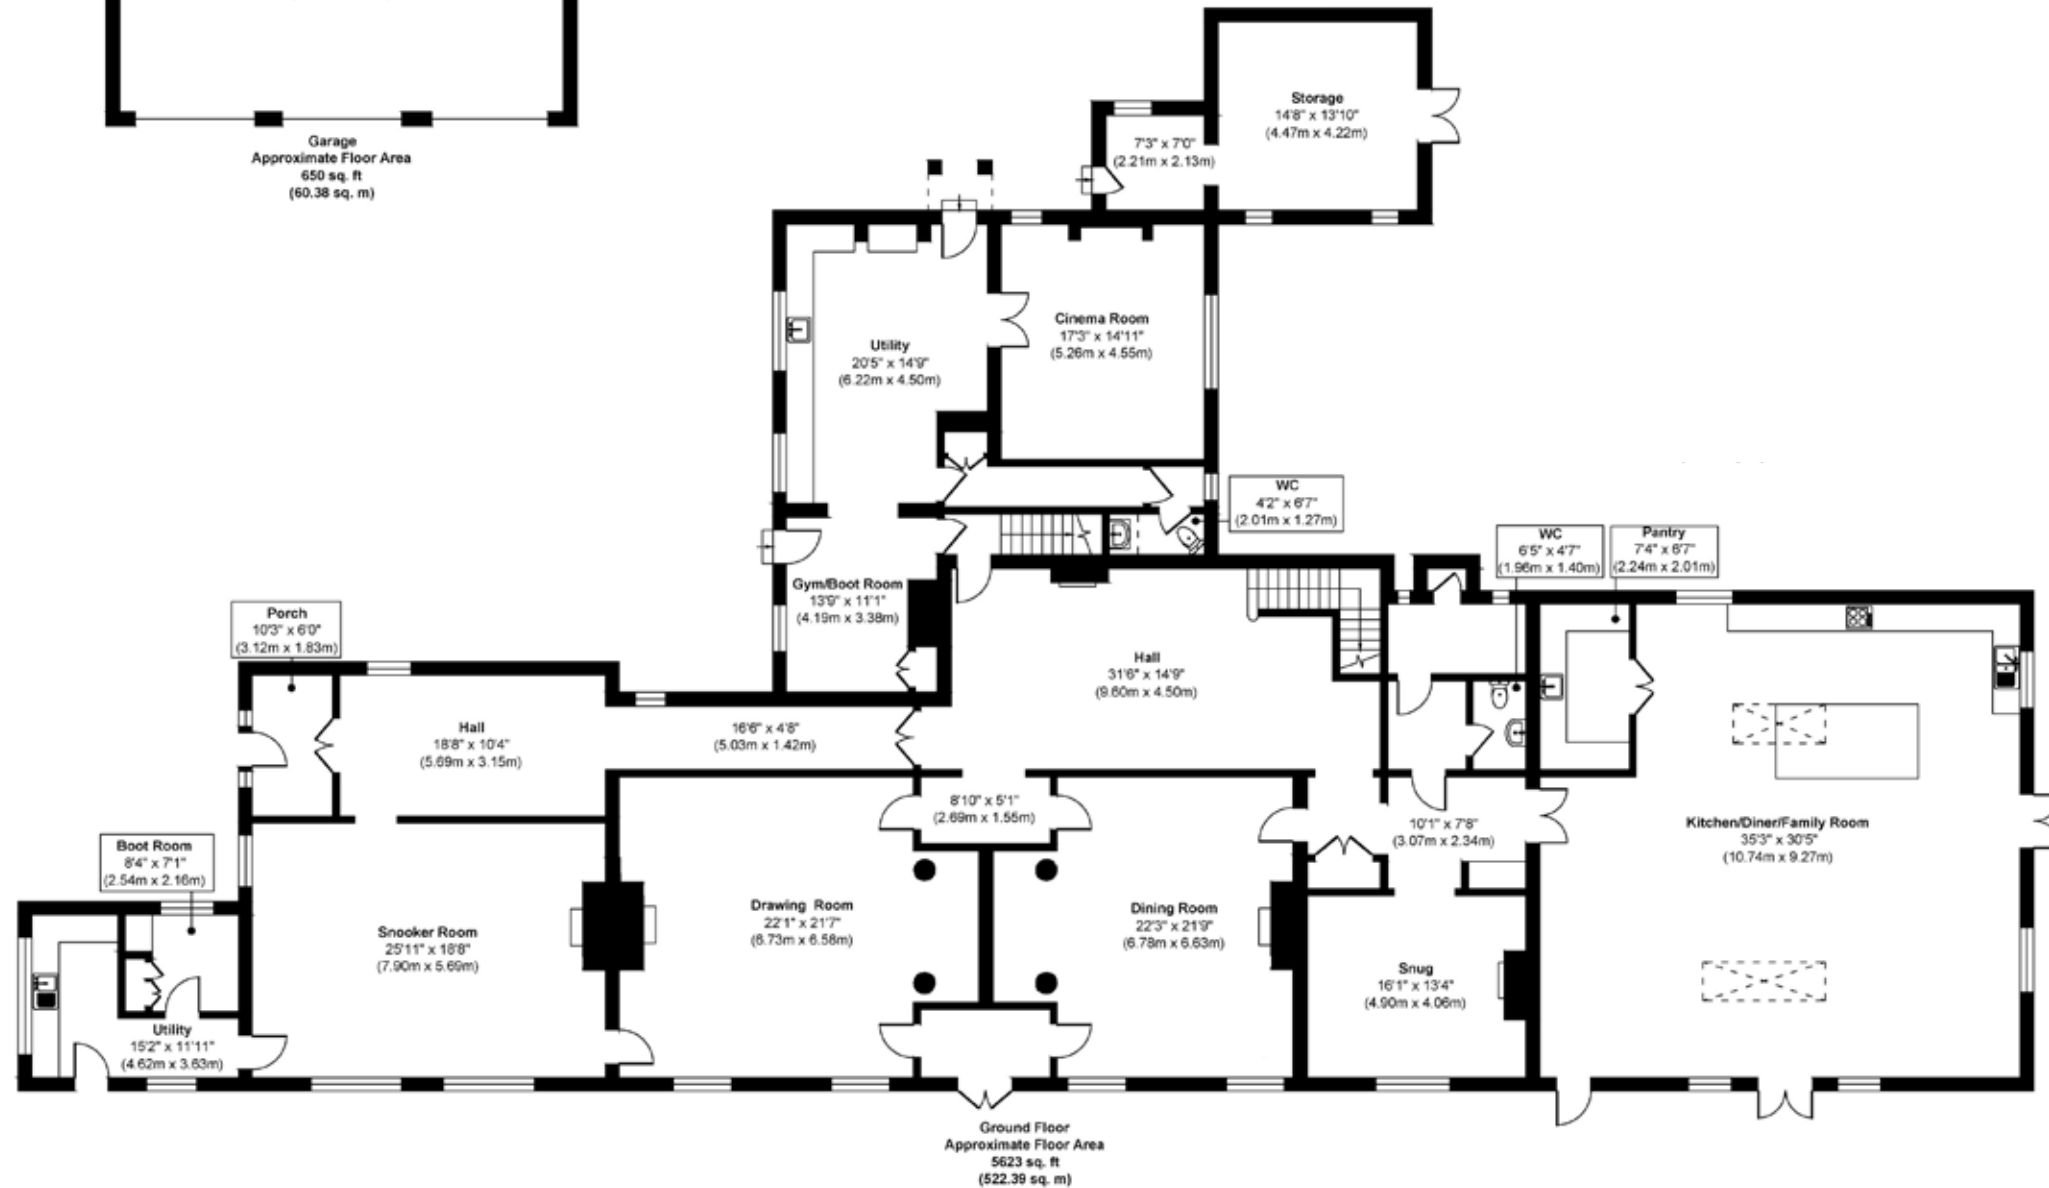 Garage
Approximate Floor Area
650 sq. ft
(60.38 sq. m)
Storage
14'8" x 13'10"
(4.47m x 4.22m)
7'3" x 7'0"
(2.21m x 2.13m)
Cinema Room
17'3" x 14'11"
(5.26m x 4.55m)
Utility
20'5" x 14'9"
(6.22m x 4.50m)
WC
4'2" x 6'7"
(2.01m x 1.27m)
WC
6'5" x 4'7"
(1.96m x 1.40m)
Pantry
7'4" x 6'7"
(2.24m x 2.01m)
Gym/Boot Room
13'9" x 11'1"
(4.19m x 3.38m)
Porch
10'3" x 6'0"
(3.12m x 1.83m)
Hall
31'6" x 14'9"
(9.60m x 4.50m)
Hall
18'8" x 10'4"
(5.69m x 3.15m)
16'6" x 4'8"
(5.03m x 1.42m)
8'10" x 5'1"
(2.69m x 1.55m)
10'1" x 7'8"
(3.07m x 2.34m)
Kitchen/Diner/Family Room
35'3" x 30'5"
(10.74m x 9.27m)
Boot Room
8'4" x 7'1"
(2.54m x 2.16m)
Snooker Room
25'11" x 18'8"
(7.90m x 5.69m)
Drawing Room
22'1" x 21'7"
(6.73m x 6.58m)
Dining Room
22'3" x 21'9"
(6.78m x 6.63m)
Snug
16'1" x 13'4"
(4.90m x 4.06m)
Utility
15'2" x 11'11"
(4.62m x 3.63m)
Ground Floor
Approximate Floor Area
5623 sq. ft
(522.39 sq. m)